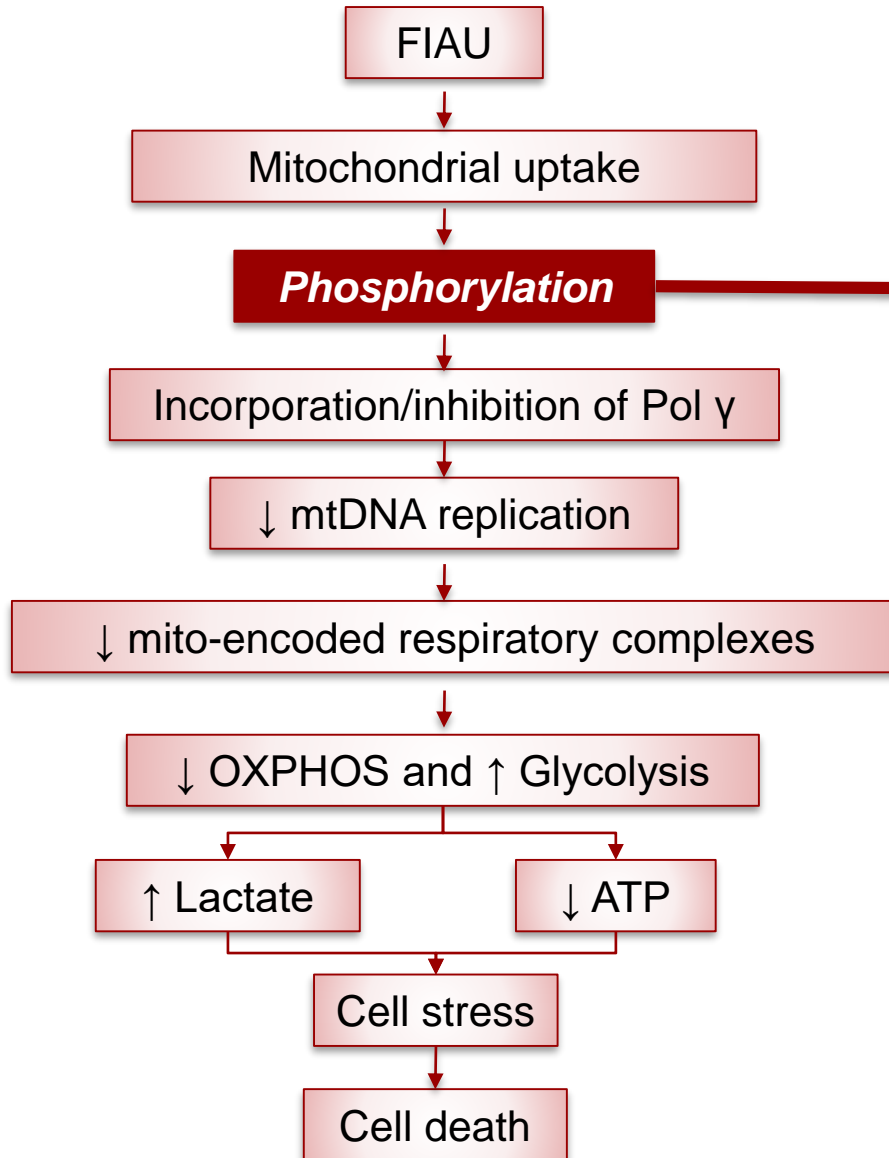 FIAU
Mitochondrial uptake
Phosphorylation
Incorporation/inhibition of Pol γ
↓ mtDNA replication
↓ mito-encoded respiratory complexes
↓ OXPHOS and ↑ Glycolysis
↑ Lactate
↓ ATP
Cell stress
Cell death